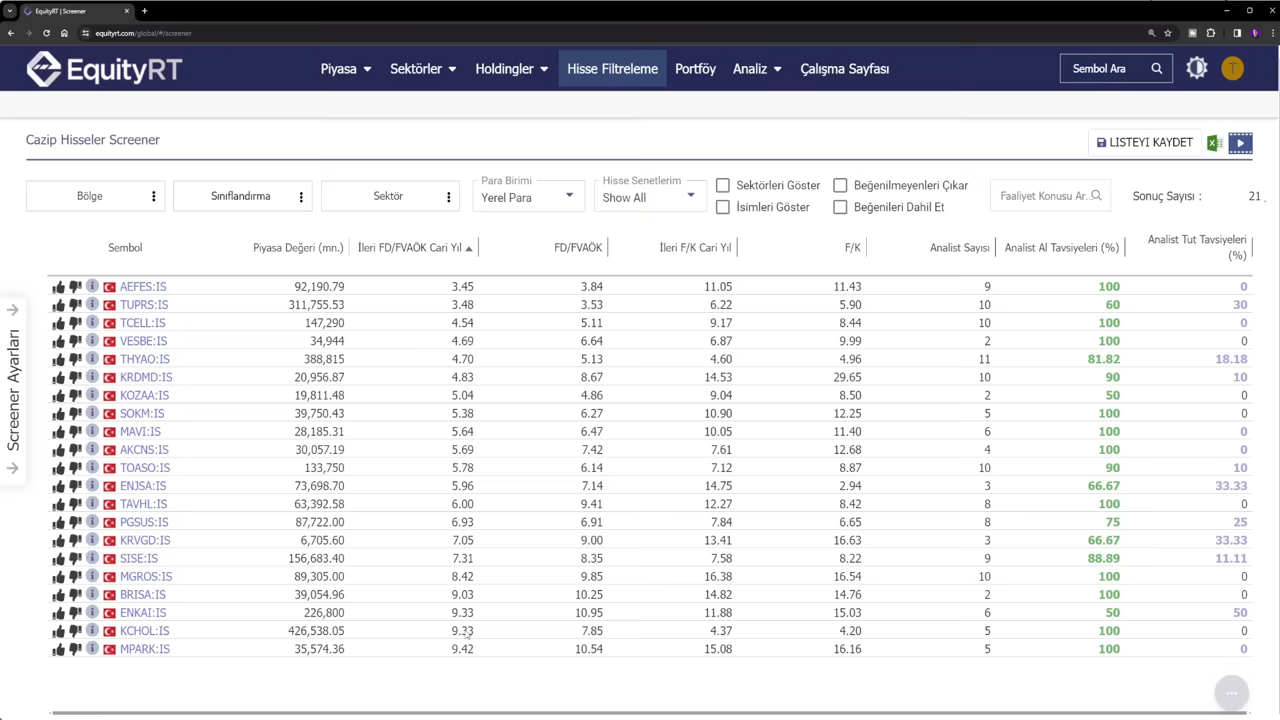 EquityRT | Screener
equityrt.com/global/#/screener
EquityRT
Piyasa
Sektörler
Holdingler
Hisse Filtreleme
Portföy
Analiz
Çalışma Sayfası
Sembol Ara
T
Cazip Hisseler Screener
LISTEYI KAYDET
Bölge
Sınıflandırma
Sektör
Para Birimi
Yerel Para
Hisse Senetlerim
Show All
Sektörleri Göster
Beğenilmeyenleri Çıkar
İsimleri Göster
Beğenileri Dahil Et
Faaliyet Konusu Ar...
Sonuç Sayısı : 21
Screener Ayarları
Sembol Piyasa Değeri (mn.) İleri FD/FVAÖK Cari Yıl FD/FVAÖK İleri F/K Cari Yıl F/K Analist Sayısı Analist Al Tavsiyeleri (%) Analist Tut Tavsiyeleri (%)
AEFES:IS 92,190.79 3.45 3.84 11.05 11.43 9 100 0
TUPRS:IS 311,755.53 3.48 3.53 6.22 5.90 10 60 30
TCELL:IS 147,290 4.54 5.11 9.17 8.44 10 100 0
VESBE:IS 34,944 4.69 6.64 6.87 9.99 2 100 0
THYAO:IS 388,815 4.70 5.13 4.60 4.96 11 81.82 18.18
KRDMD:IS 20,956.87 4.83 8.67 14.53 29.65 10 90 10
KOZAA:IS 19,811.48 5.04 4.86 9.04 8.50 2 50 0
SOKM:IS 39,750.43 5.38 6.27 10.90 12.25 5 100 0
MAVI:IS 28,185.31 5.64 6.47 10.05 11.40 6 100 0
AKCNS:IS 30,057.19 5.69 7.42 7.61 12.68 4 100 0
TOASO:IS 133,750 5.78 6.14 7.12 8.87 10 90 10
ENJSA:IS 73,698.70 5.96 7.14 14.75 2.94 3 66.67 33.33
TAVHL:IS 63,392.58 6.00 9.41 12.27 8.42 8 100 0
PGSUS:IS 87,722.00 6.93 6.91 7.84 6.65 8 75 25
KRVGD:IS 6,705.60 7.05 9.00 13.41 16.63 3 66.67 33.33
SISE:IS 156,683.40 7.31 8.35 7.58 8.22 9 88.89 11.11
MGROS:IS 89,305.00 8.42 9.85 16.38 16.54 10 100 0
BRISA:IS 39,054.96 9.03 10.25 14.82 14.76 2 100 0
ENKAI:IS 226,800 9.33 10.95 11.88 15.03 6 50 50
KCHOL:IS 426,538.05 9.33 7.85 4.37 4.20 5 100 0
MPARK:IS 35,574.36 9.42 10.54 15.08 16.16 5 100 0